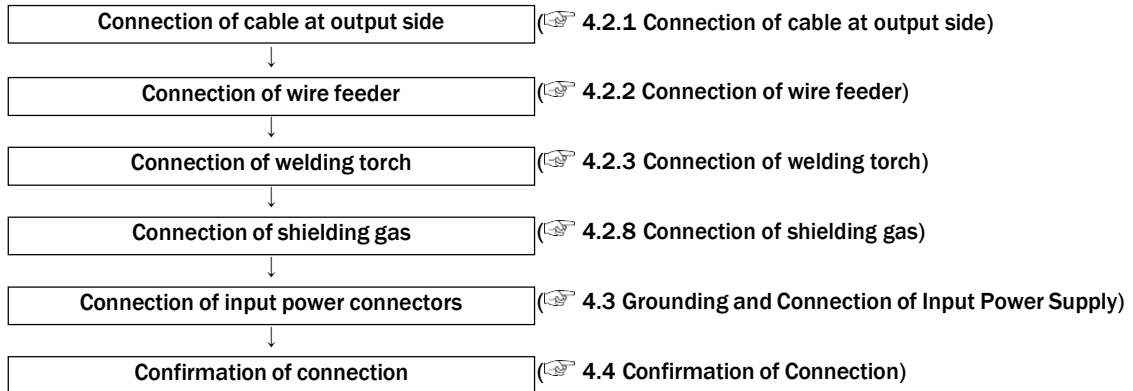 Connection of cable at output side (☞ 4.2.1 Connection of cable at output side)
↓
Connection of wire feeder (☞ 4.2.2 Connection of wire feeder)
↓
Connection of welding torch (☞ 4.2.3 Connection of welding torch)
↓
Connection of shielding gas (☞ 4.2.8 Connection of shielding gas)
↓
Connection of input power connectors (☞ 4.3 Grounding and Connection of Input Power Supply)
↓
Confirmation of connection (☞ 4.4 Confirmation of Connection)